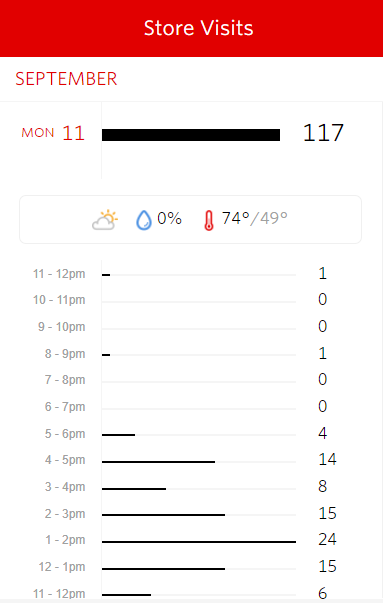 Store Visits
SEPTEMBER
MON 11 117
0% 74°/49°
11 - 12pm 1
10 - 11pm 0
9 - 10pm 0
8 - 9pm 1
7 - 8pm 0
6 - 7pm 0
5 - 6pm 4
4 - 5pm 14
3 - 4pm 8
2 - 3pm 15
1 - 2pm 24
12 - 1pm 15
11 - 12pm 6